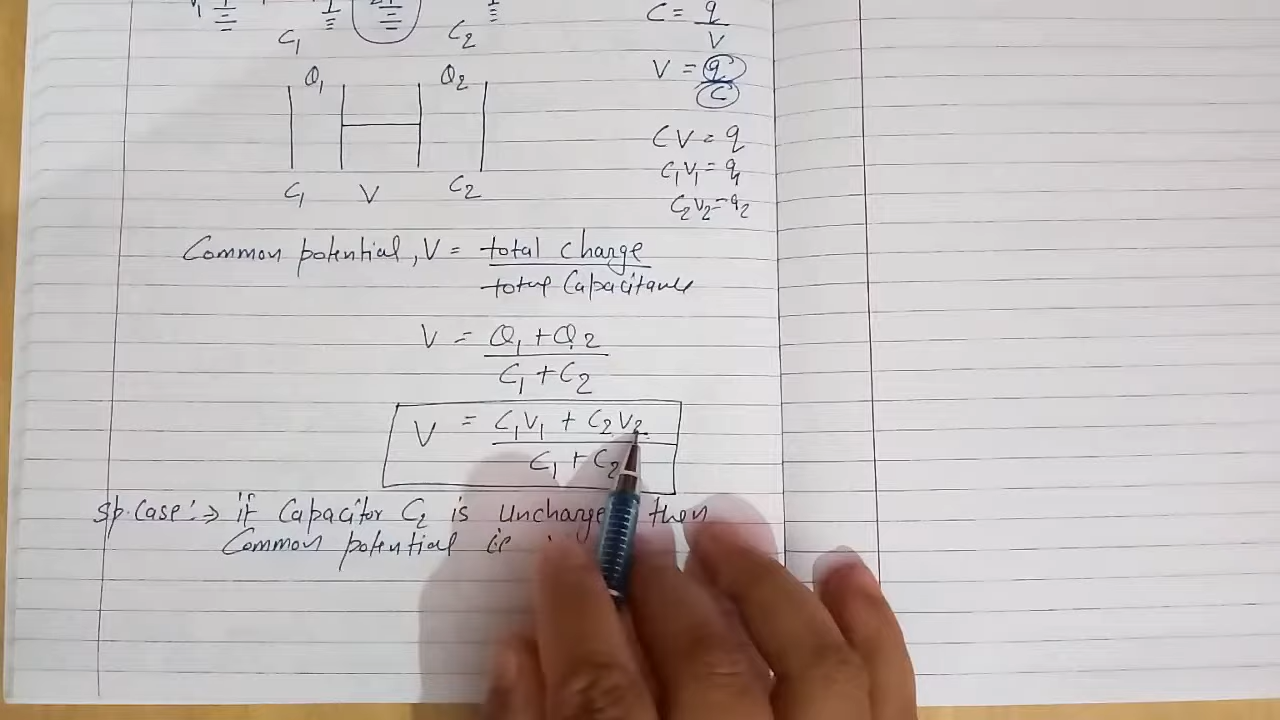 C₁ C₂
Q₁ Q₂
C₁ V C₂
C = q/V
V = q/C
CV = q
C₁V₁ = q₁
C₂V₂ = q₂
Common potential, V = total charge / total Capacitance
V = Q₁ + Q₂ / C₁ + C₂
V = C₁V₁ + C₂V₂ / C₁ + C₂
Sp. Case :⇒ if Capacitor C₂ is Uncharge then
Common potential is